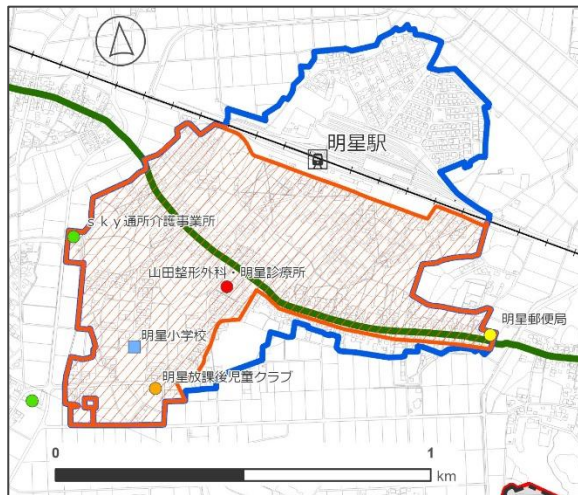 明星駅
sky通所介護事業所
山田整形外科・明星診療所
明星郵便局
明星小学校
明星放課後児童クラブ
0
1
km